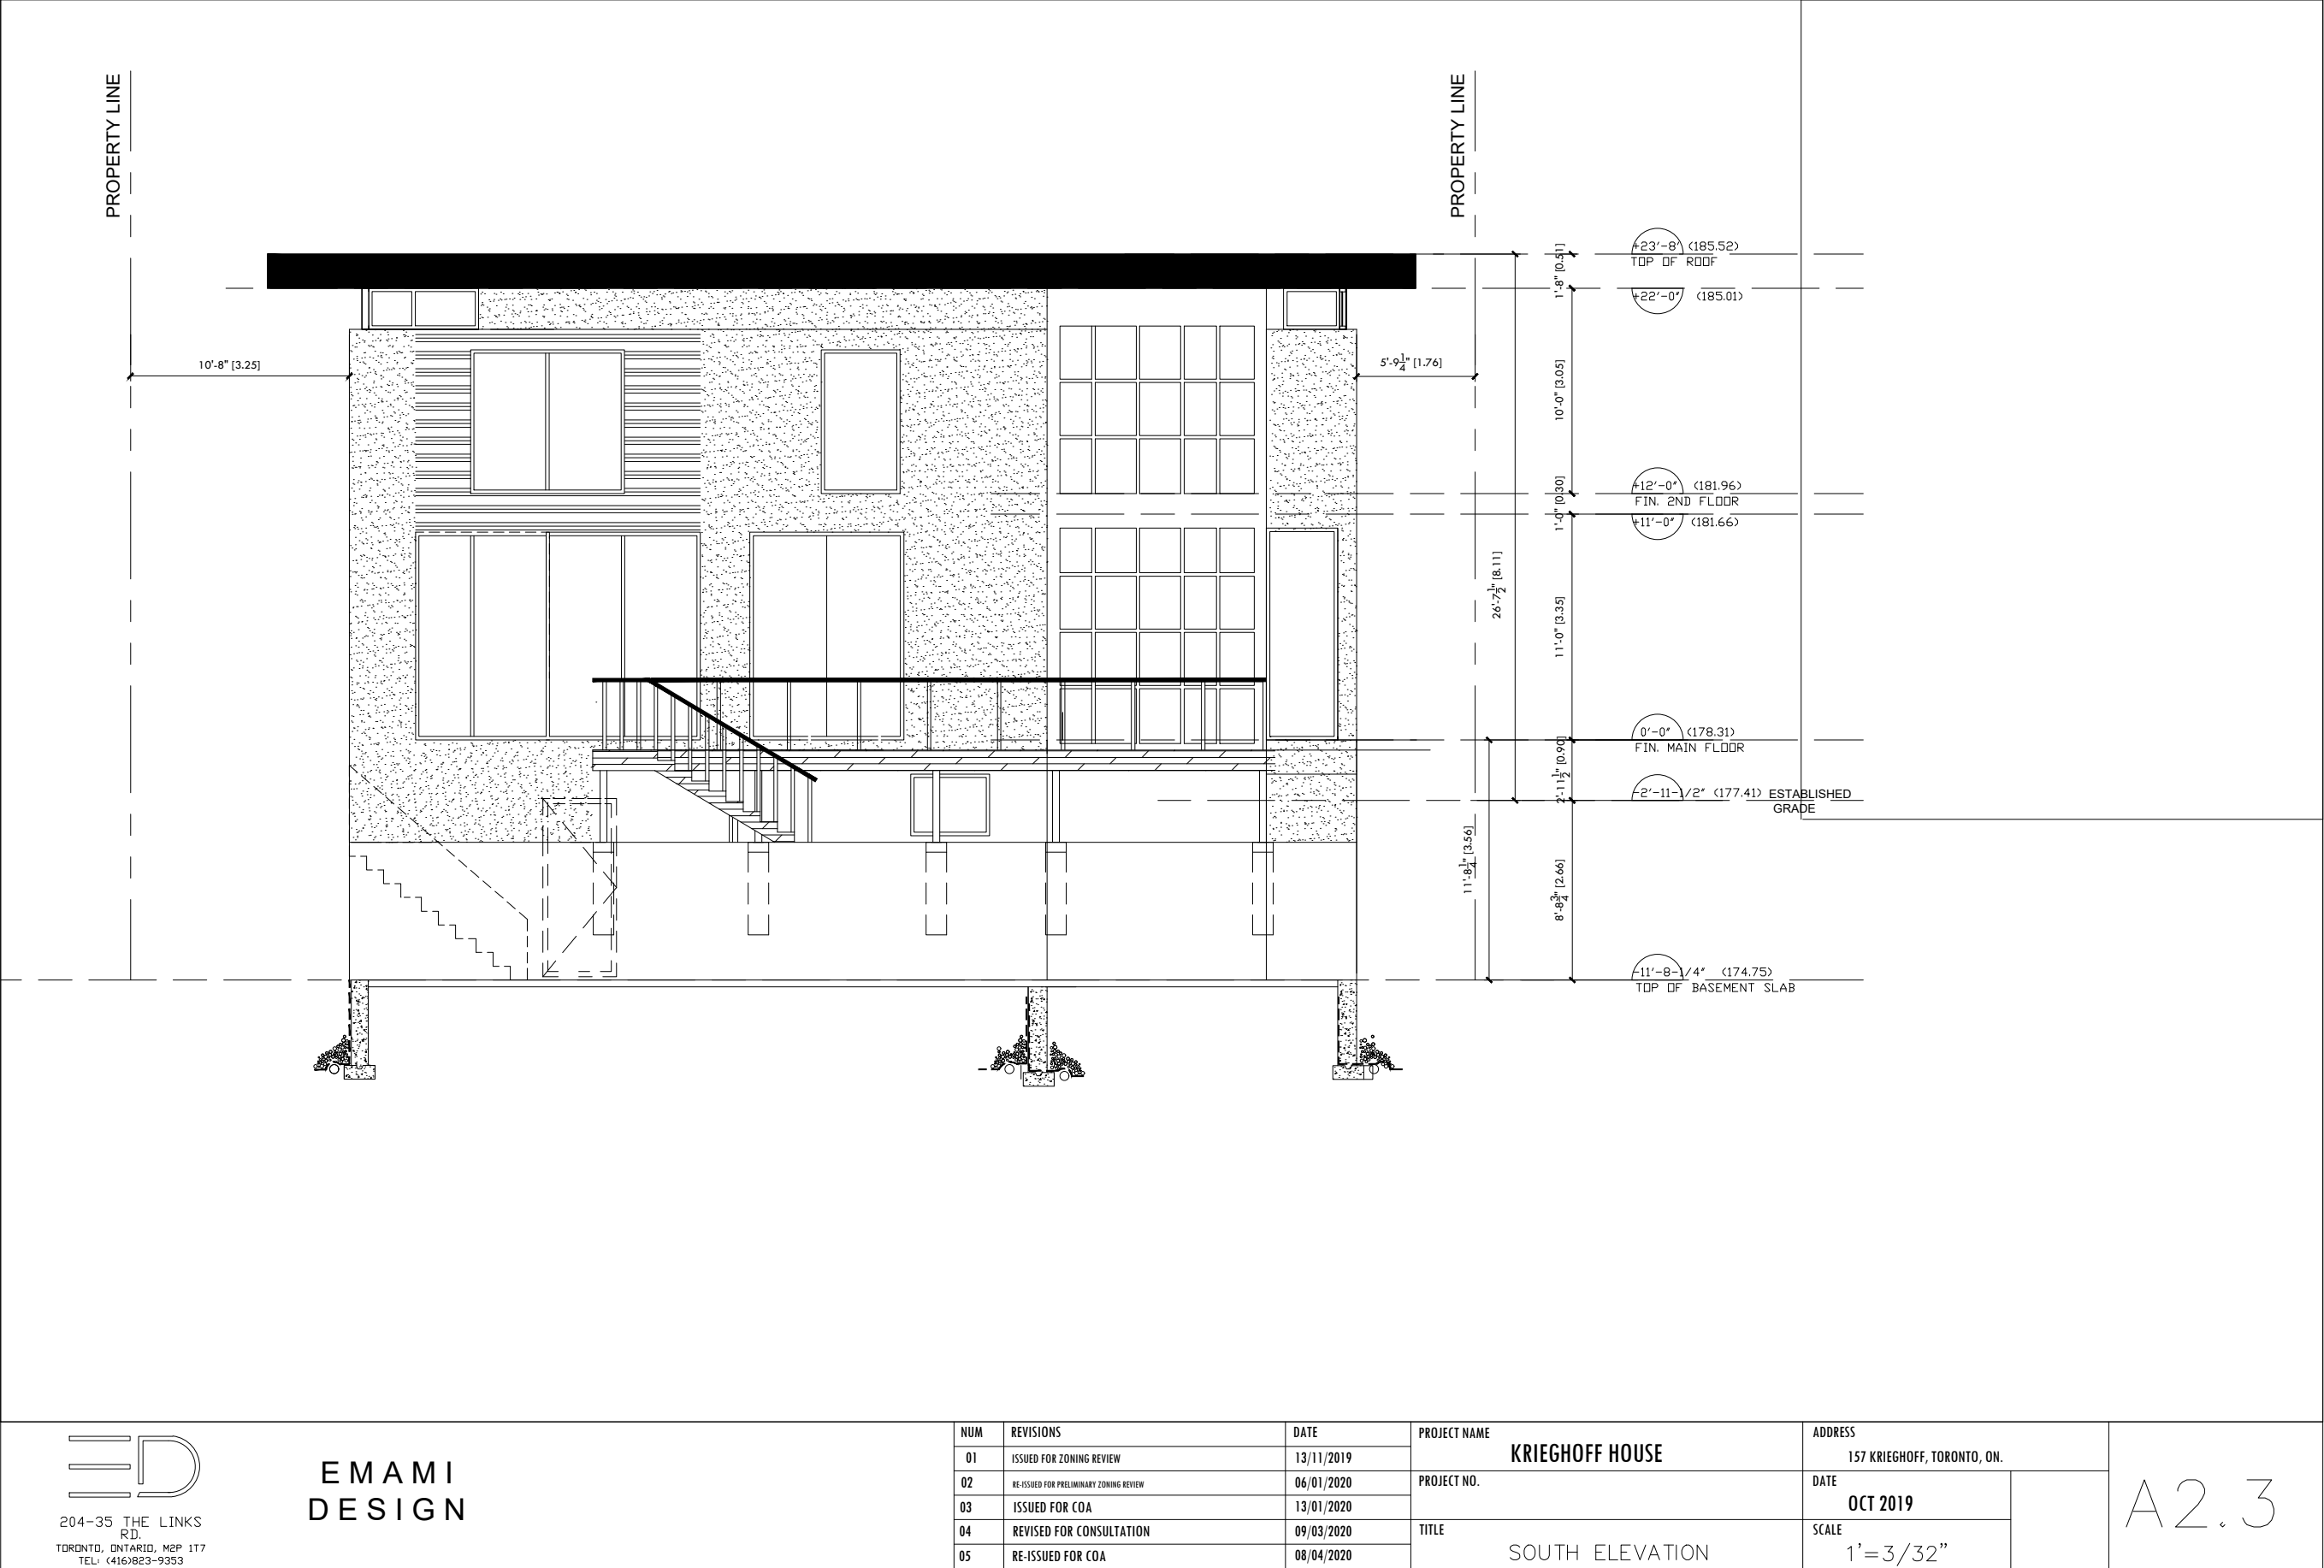 PROPERTY LINE
PROPERTY LINE
+23'-8' (185.52)
TOP OF ROOF
1'-8" [0.51]
+22'-0" (185.01)
10'-8" [3.25]
5'-9 1/4" [1.76]
10'-0" [3.05]
+12'-0" (181.96)
FIN. 2ND FLOOR
1'-0" [0.30]
+11'-0" (181.66)
26'-7 1/2" [8.11]
11'-0" [3.35]
0'-0" (178.31)
FIN. MAIN FLOOR
2'-11 1/2" [0.90]
-2'-11-1/2" (177.41) ESTABLISHED
GRADE
11'-8 1/4" [3.56]
8'-8 3/4" [2.66]
-11'-8-1/4" (174.75)
TOP OF BASEMENT SLAB
ED
204-35 THE LINKS
RD.
TORONTO, ONTARIO, M2P 1T7
TEL: (416)823-9353
EMAMI
DESIGN
NUM REVISIONS DATE
01 ISSUED FOR ZONING REVIEW 13/11/2019
02 RE-ISSUED FOR PRELIMINARY ZONING REVIEW 06/01/2020
03 ISSUED FOR COA 13/01/2020
04 REVISED FOR CONSULTATION 09/03/2020
05 RE-ISSUED FOR COA 08/04/2020
PROJECT NAME
KRIEGHOFF HOUSE
PROJECT NO.
TITLE
SOUTH ELEVATION
ADDRESS
157 KRIEGHOFF, TORONTO, ON.
DATE
OCT 2019
SCALE
1'=3/32"
A2.3